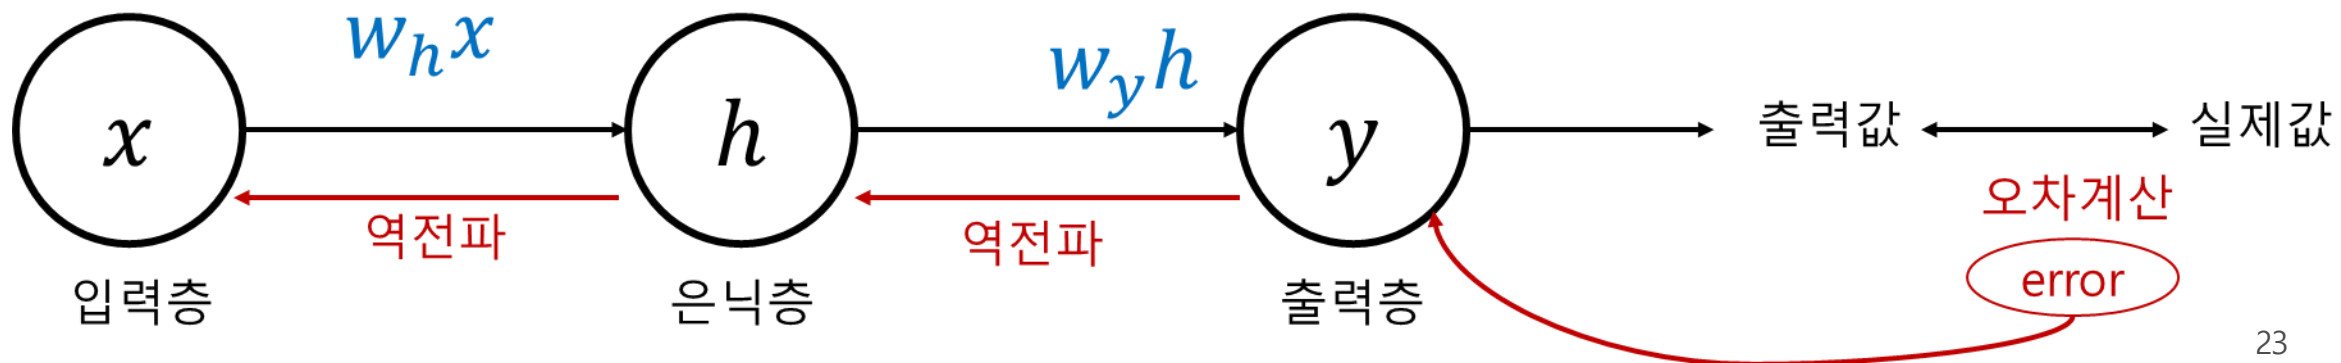 w_h x
w_y h
x
h
y
출력값
실제값
역전파
역전파
오차계산
error
입력층
은닉층
출력층
23